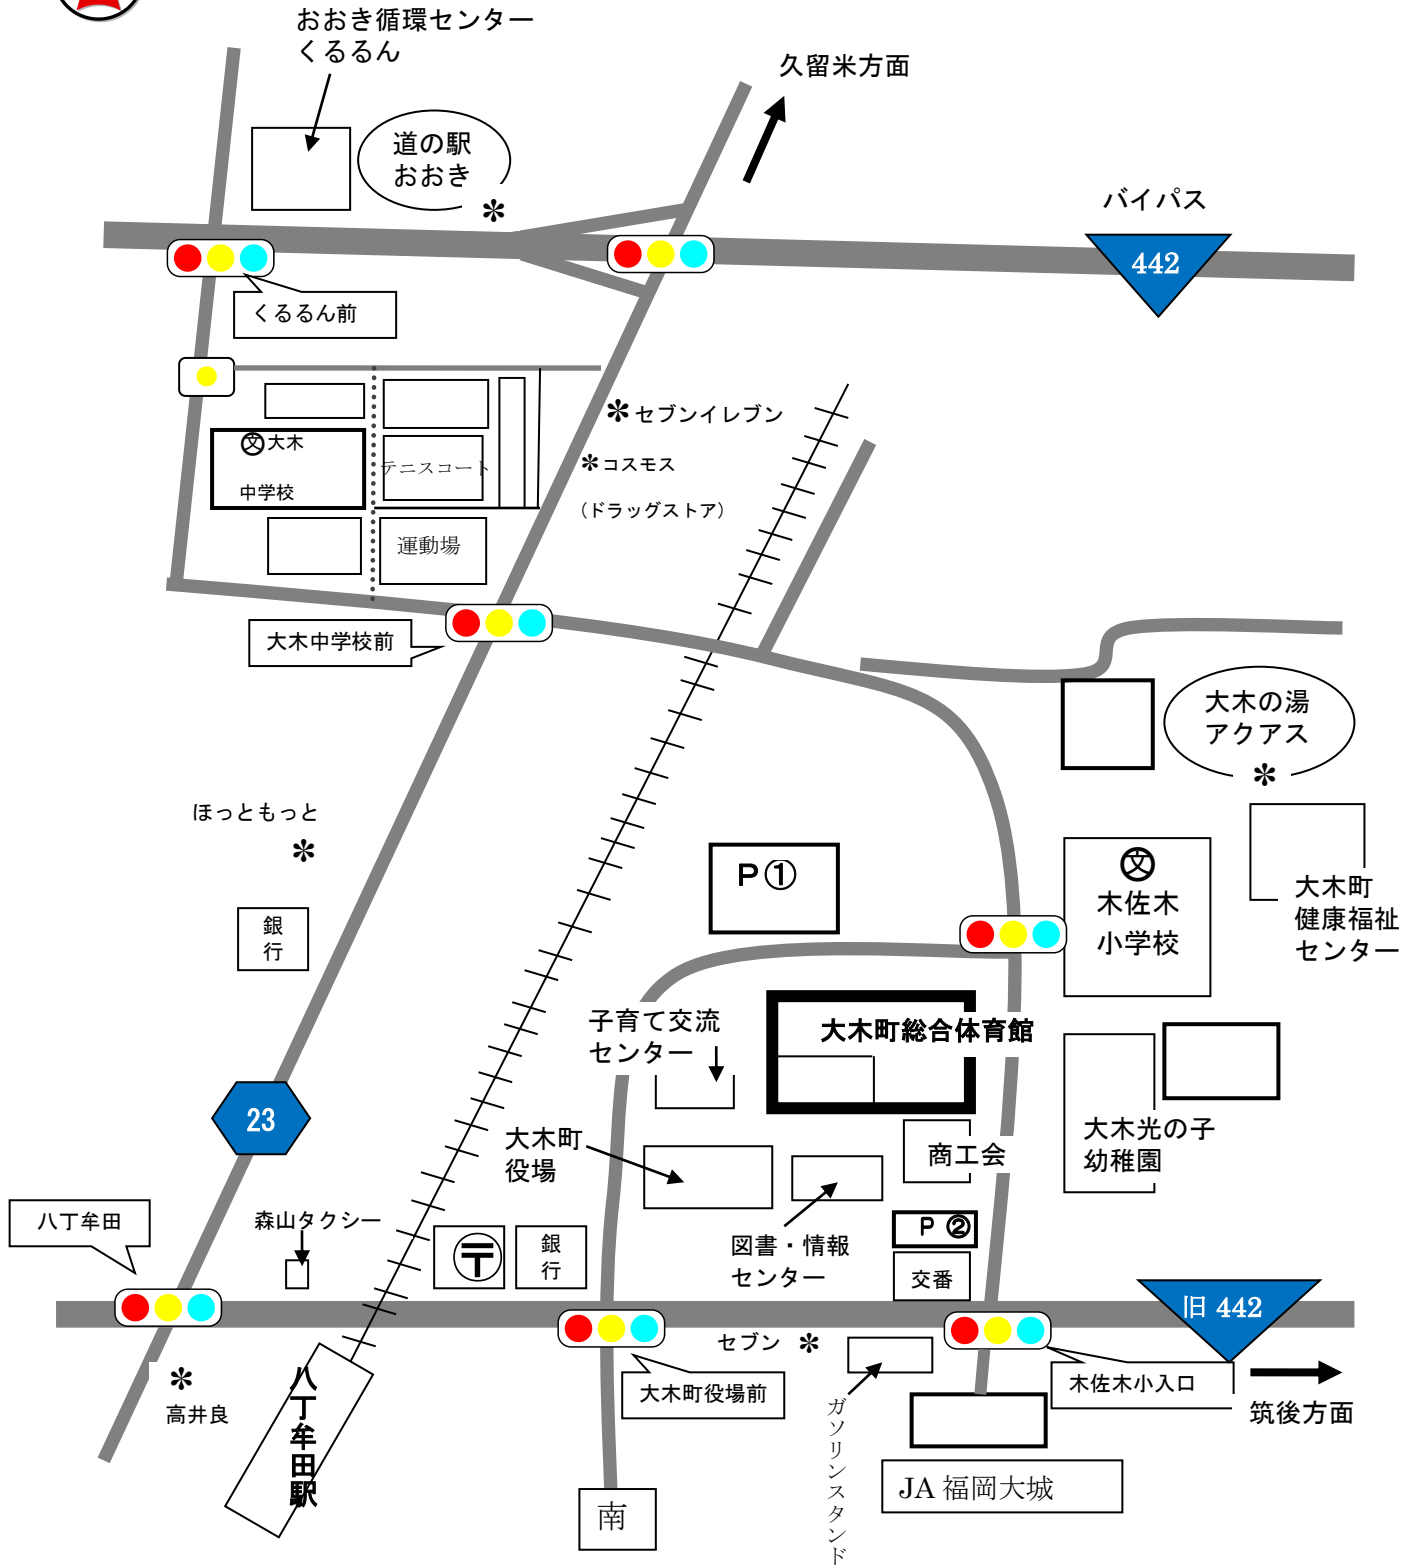 おおき循環センター
くるるん
久留米方面
道の駅
おおき
＊
バイパス
442
くるるん前
＊セブンイレブン
㊛大木
中学校
テニスコート
＊コスモス
（ドラッグストア）
運動場
大木中学校前
大木の湯
アクアス
＊
ほっともっと
＊
P①
文
木佐木
小学校
大木町
健康福祉
センター
銀
行
子育て交流
センター
大木町総合体育館
23
大木町
役場
商工会
大木光の子
幼稚園
八丁牟田
森山タクシー
〒
銀
行
図書・情報
センター
P ②
交番
旧 442
セブン ＊
＊
高井良
八丁牟田駅
大木町役場前
木佐木小入口
筑後方面
ガソリンスタンド
JA 福岡大城
南